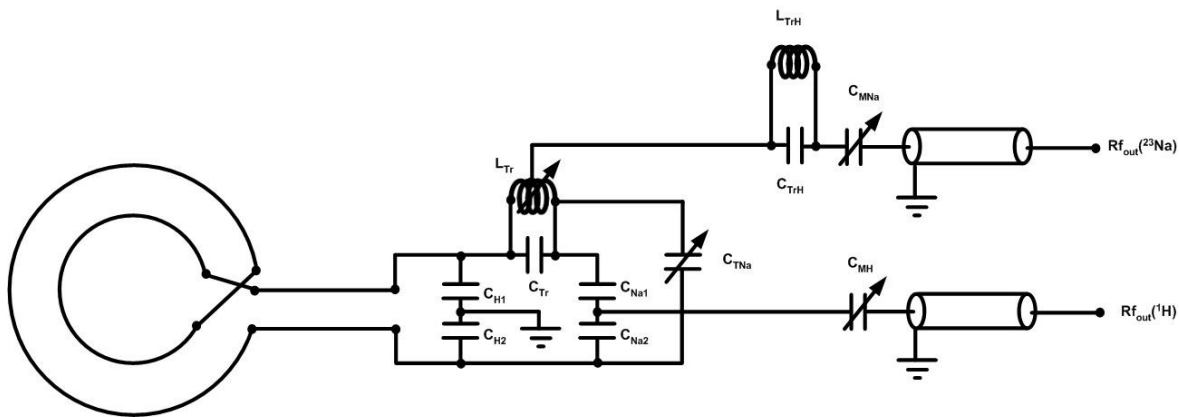 L_TrH
C_MNa
Rf_out(²³Na)
C_TrH
L_Tr
C_TNa
C_MH
C_H1
C_Tr
C_Na1
Rf_out(¹H)
C_H2
C_Na2